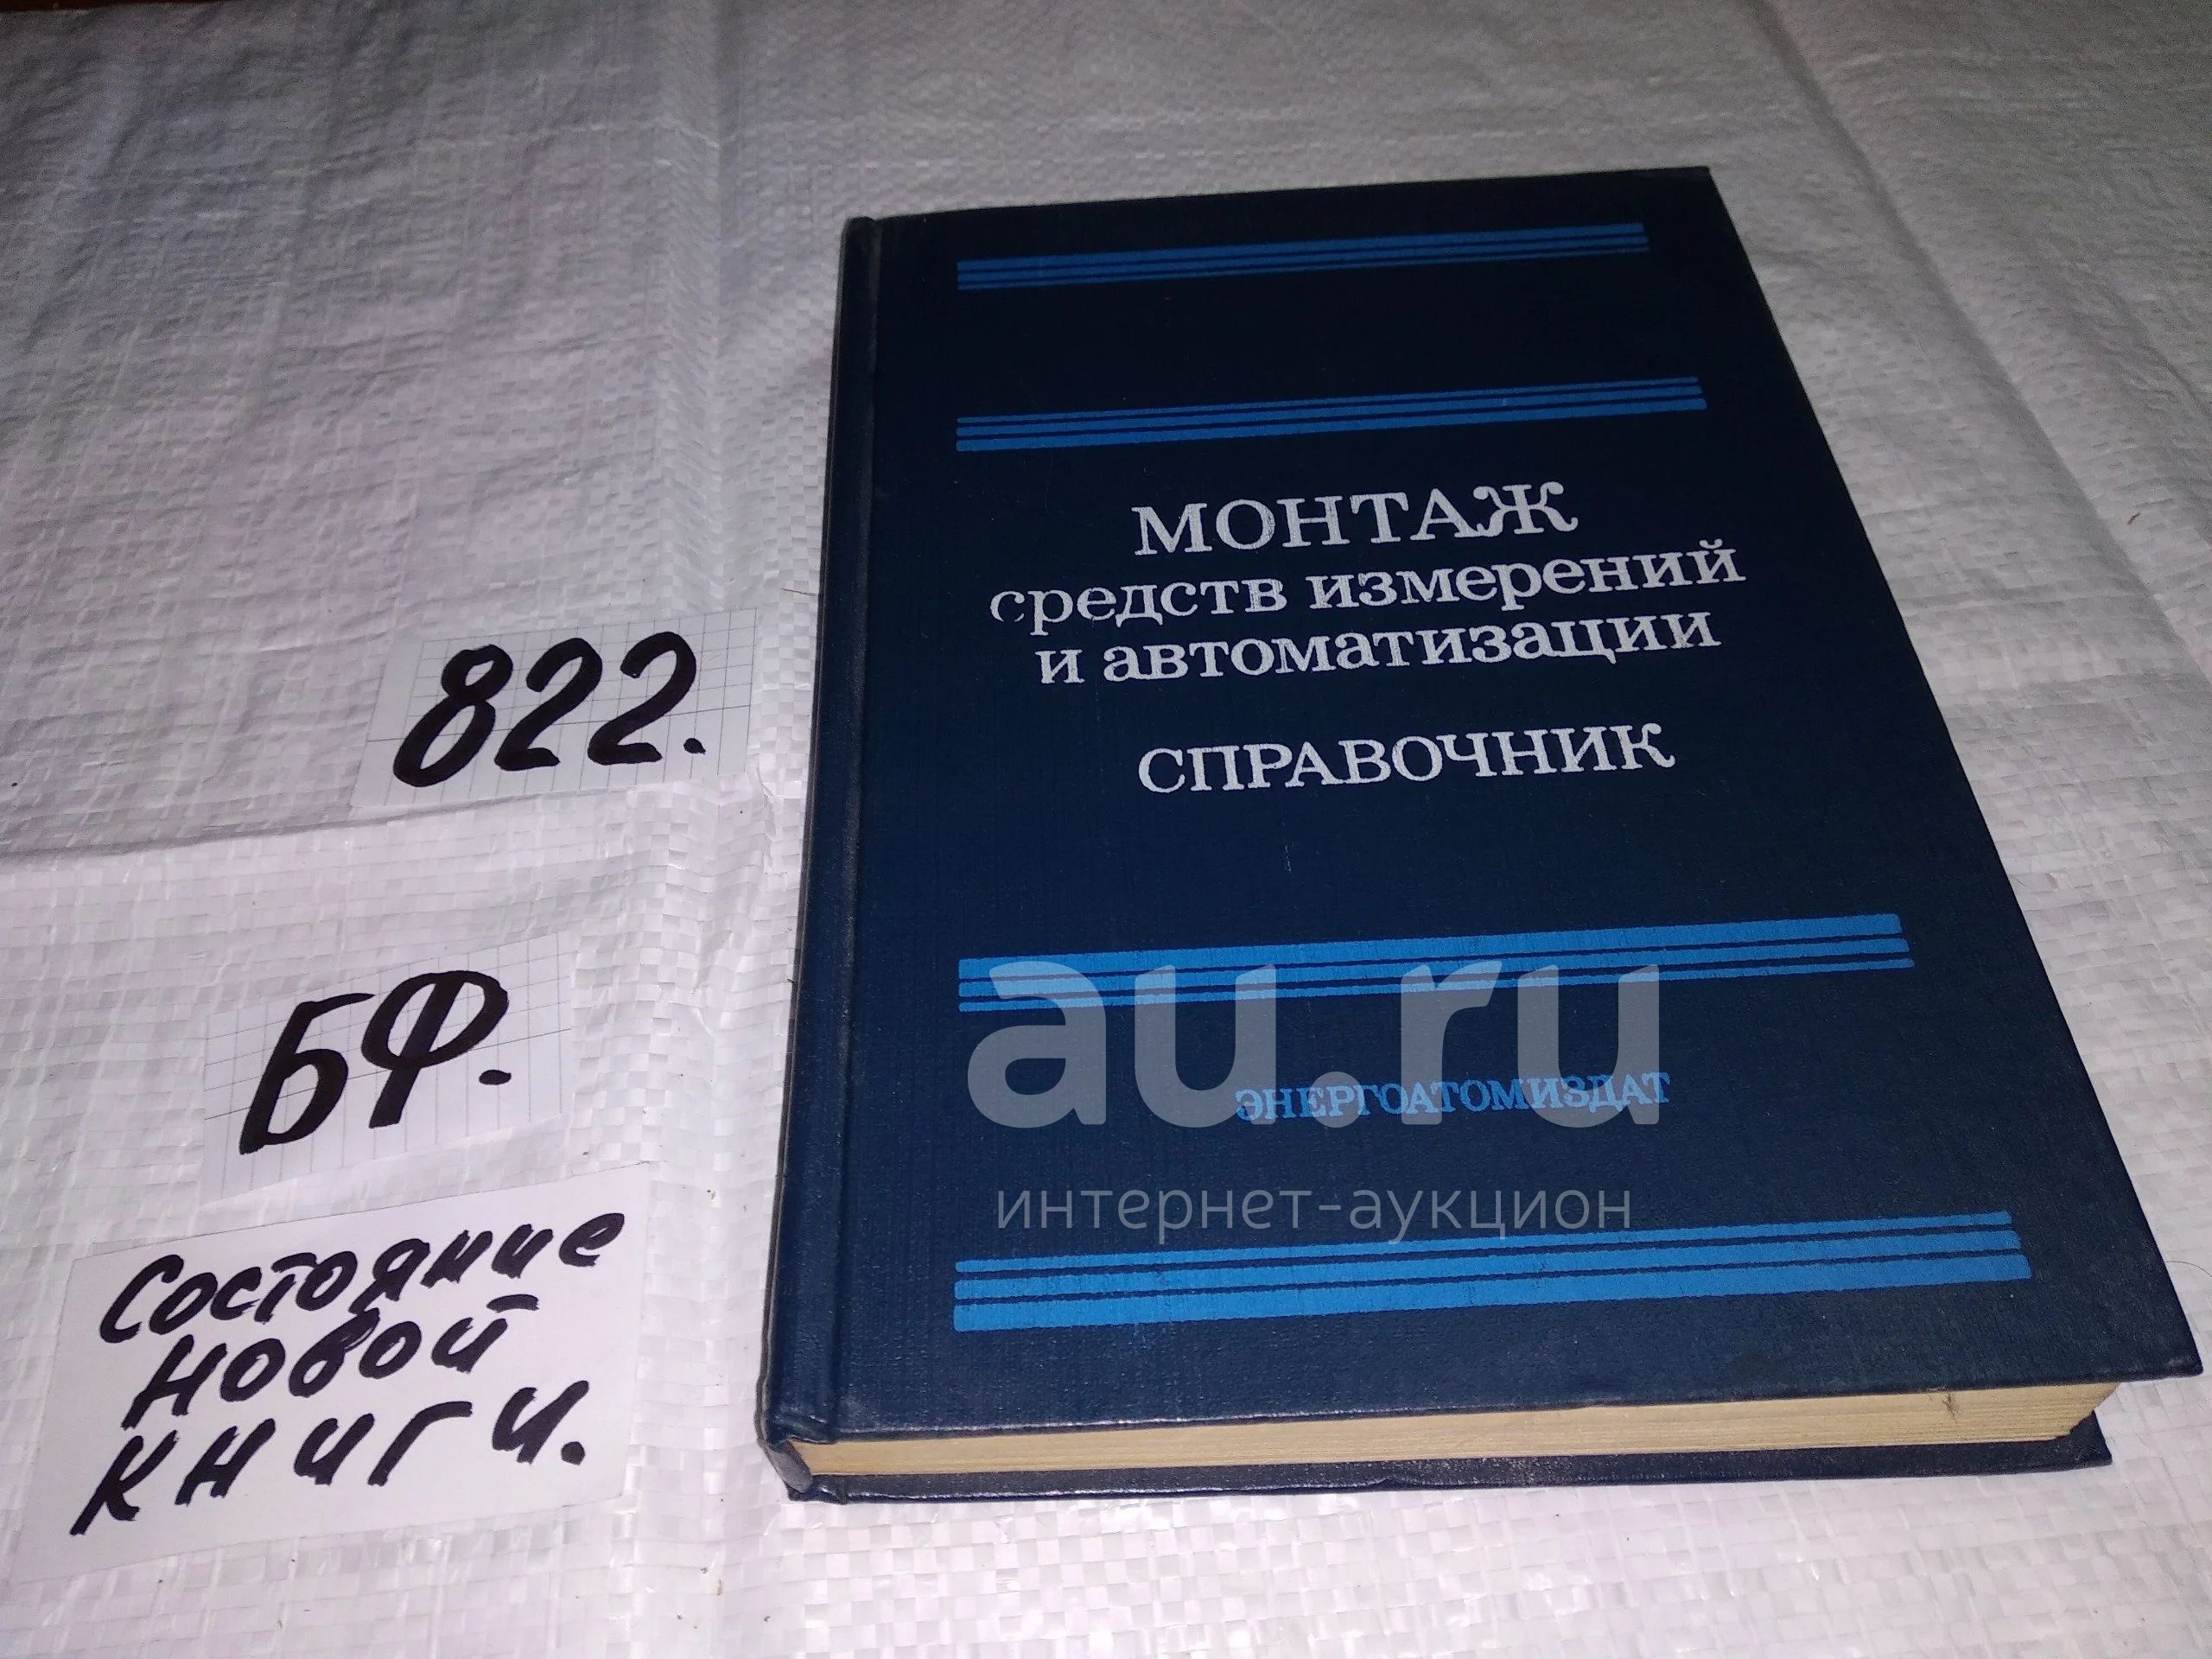 822.
БФ.
Состояние
новой
книги.
МОНТАЖ
средств измерений
и автоматизации
СПРАВОЧНИК
au.ru
ЭНЕРГОАТОМИЗДАТ
интернет-аукцион